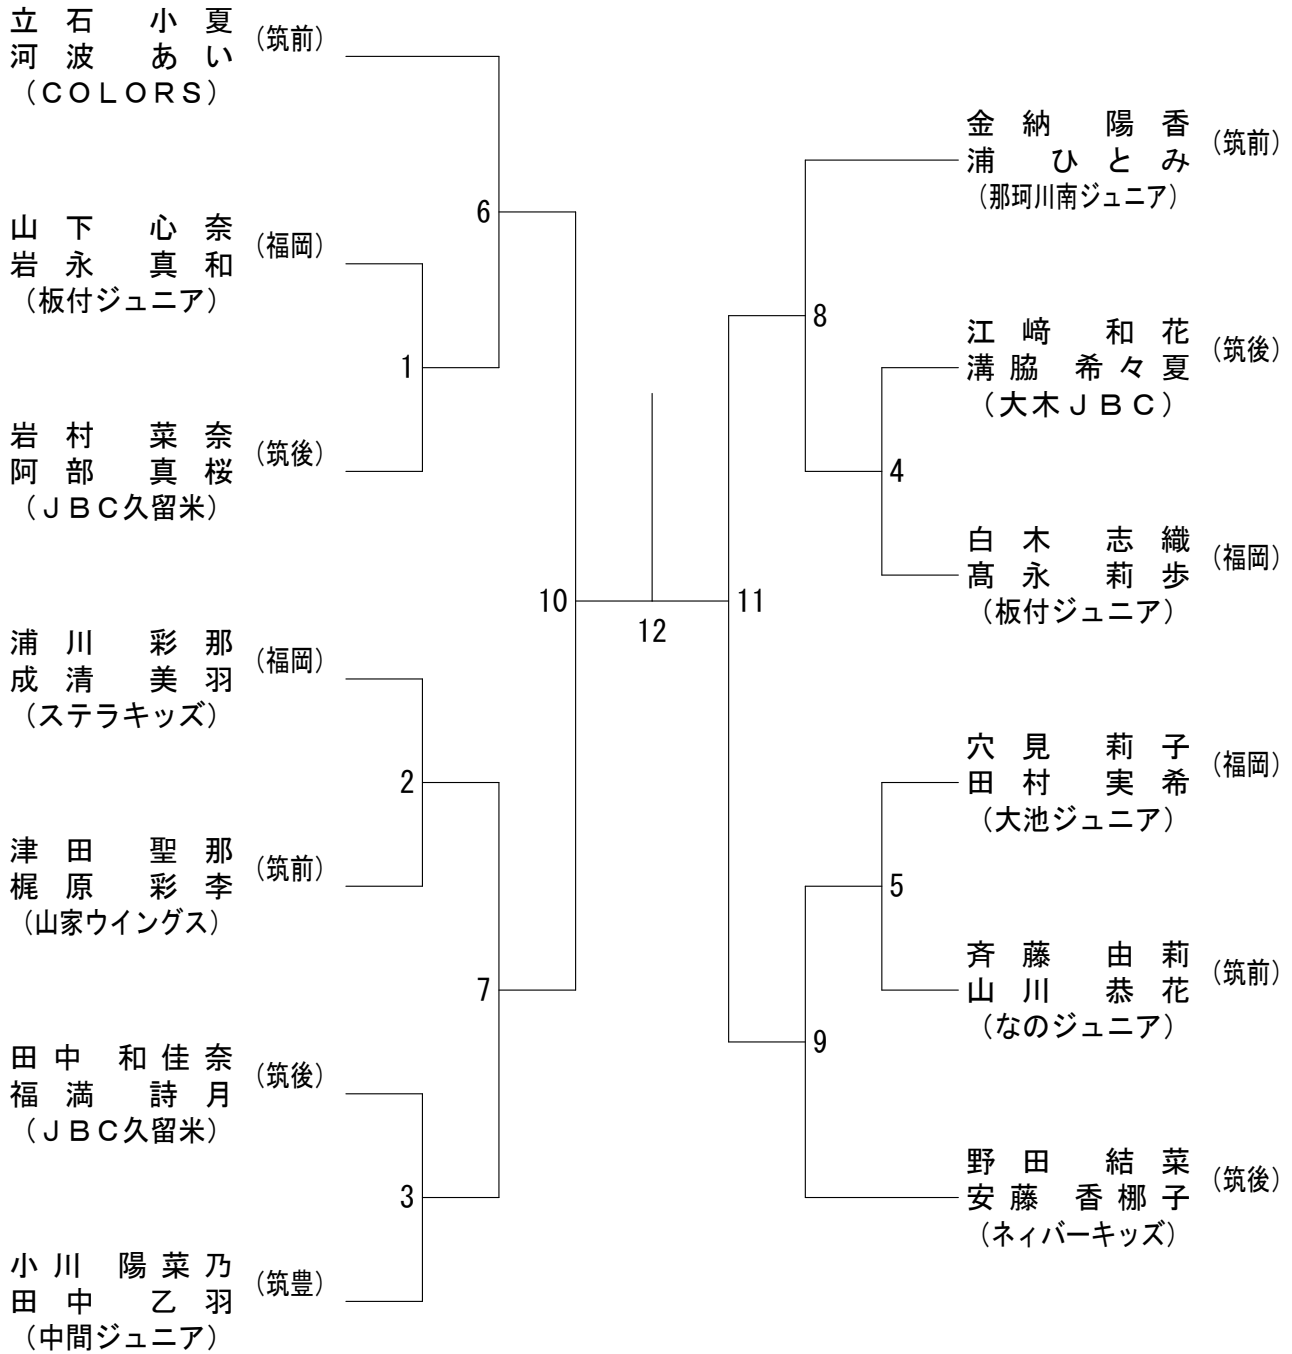 立石 小夏
河波 あい
(COLORS)
(筑前)
山下 心奈
岩永 真和
(板付ジュニア)
(福岡)
岩村 菜奈
阿部 真桜
(JBC久留米)
(筑後)
浦川 彩那
成清 美羽
(ステラキッズ)
(福岡)
津田 聖那
梶原 彩李
(山家ウイングス)
(筑前)
田中 和佳奈
福満 詩月
(JBC久留米)
(筑後)
小川 陽菜乃
田中 乙羽
(中間ジュニア)
(筑豊)
6
1
2
7
3
10
12
11
8
4
5
9
金納 陽香
浦 ひとみ
(那珂川南ジュニア)
(筑前)
江﨑 和花
溝脇 希々夏
(大木JBC)
(筑後)
白木 志織
髙永 莉歩
(板付ジュニア)
(福岡)
穴見 莉子
田村 実希
(大池ジュニア)
(福岡)
斉藤 由莉
山川 恭花
(なのジュニア)
(筑前)
野田 結菜
安藤 香梛子
(ネィバーキッズ)
(筑後)